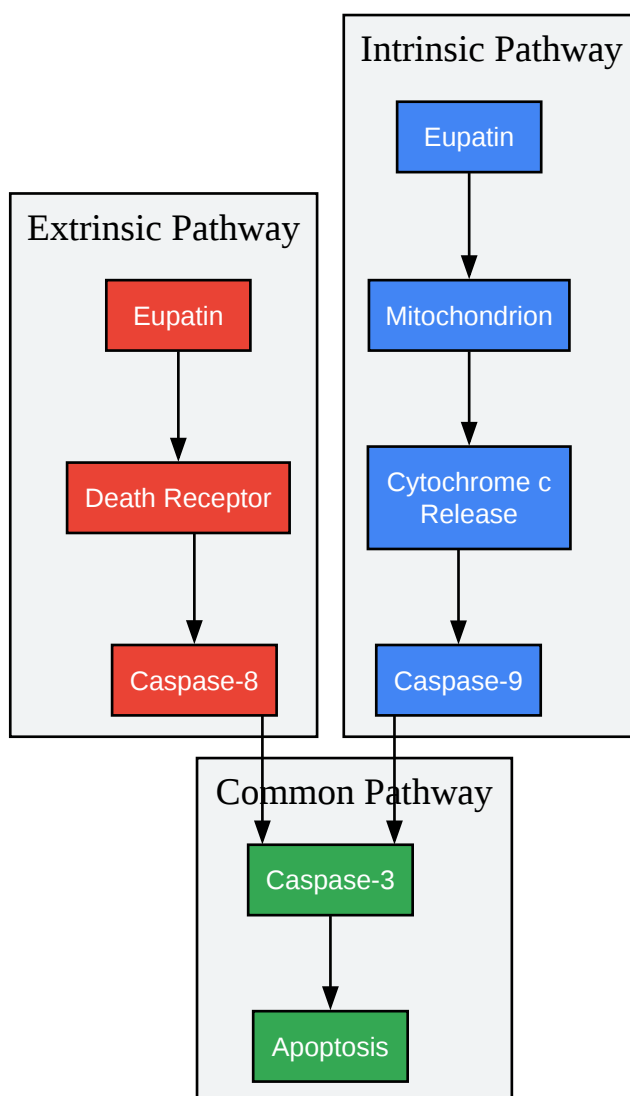 Intrinsic Pathway
Eupatin
Mitochondrion
Cytochrome c
Release
Caspase-9
Extrinsic Pathway
Eupatin
Death Receptor
Caspase-8
Common Pathway
Caspase-3
Apoptosis